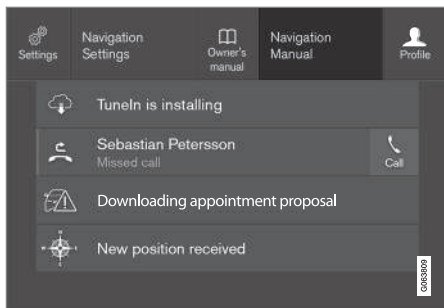 Settings
Navigation
Settings
Owner's
manual
Navigation
Manual
Profile
TuneIn is installing
Sebastian Petersson
Missed call
Call
Downloading appointment proposal
New position received
G063809